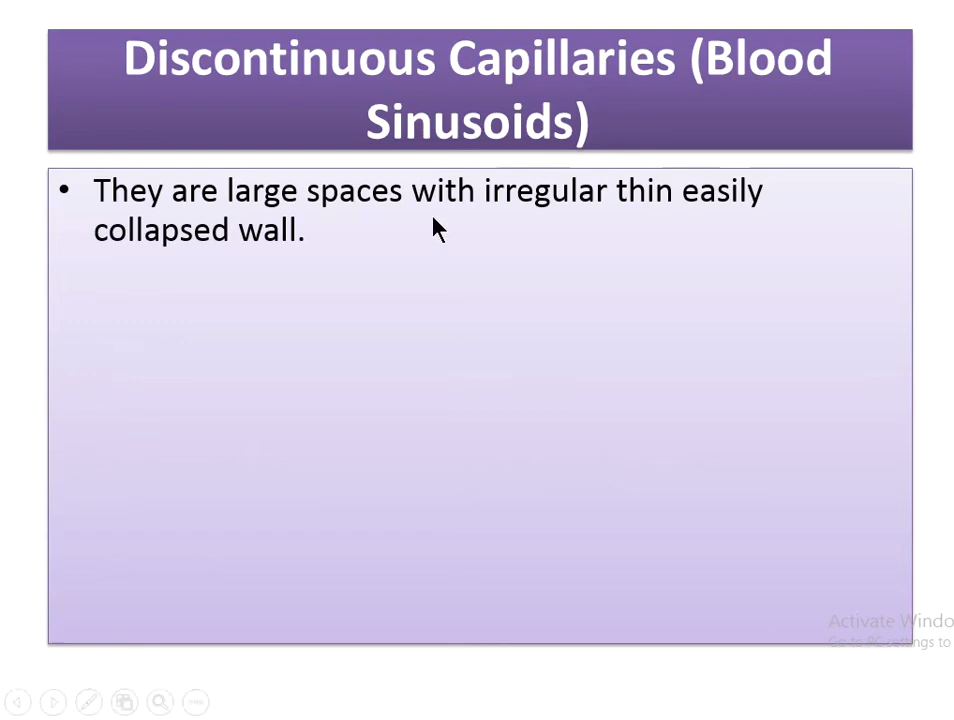 Discontinuous Capillaries (Blood
Sinusoids)
• They are large spaces with irregular thin easily
collapsed wall.
Activate Windo
Go to PC settings to